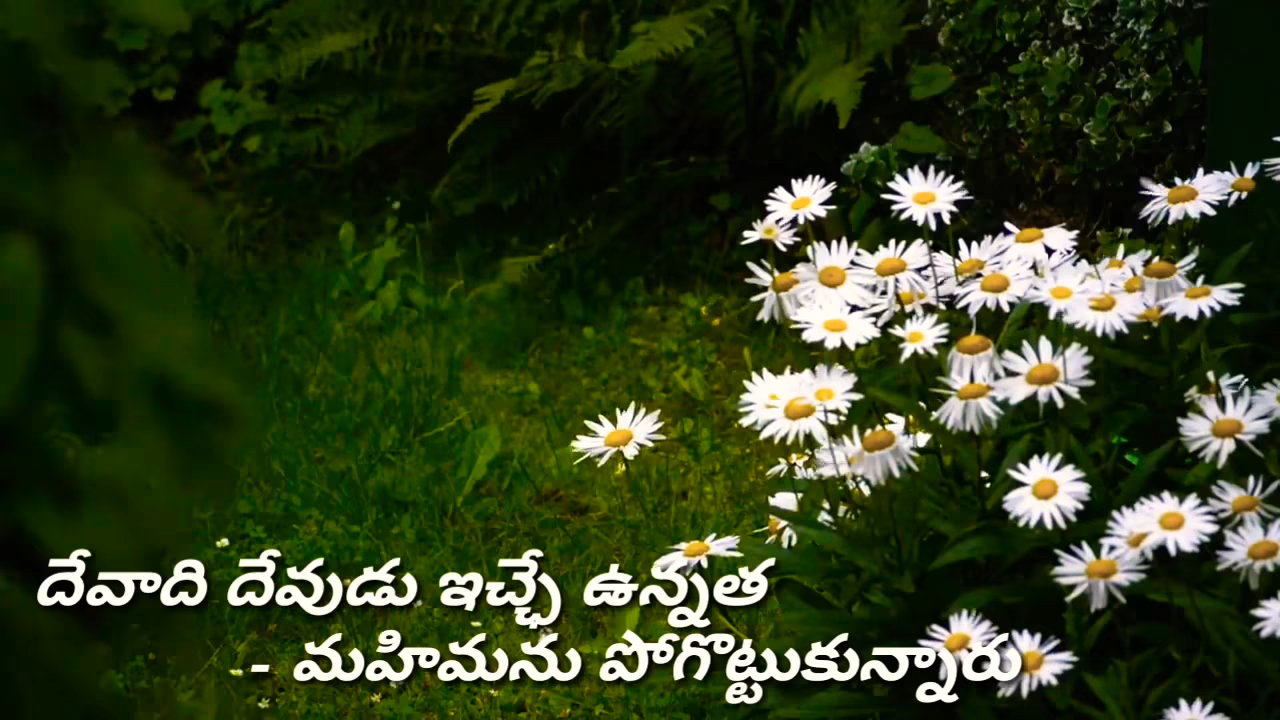 దేవాది దేవుడు ఇచ్ఛే ఉన్నత
- మహిమను పోగొట్టుకున్నారు